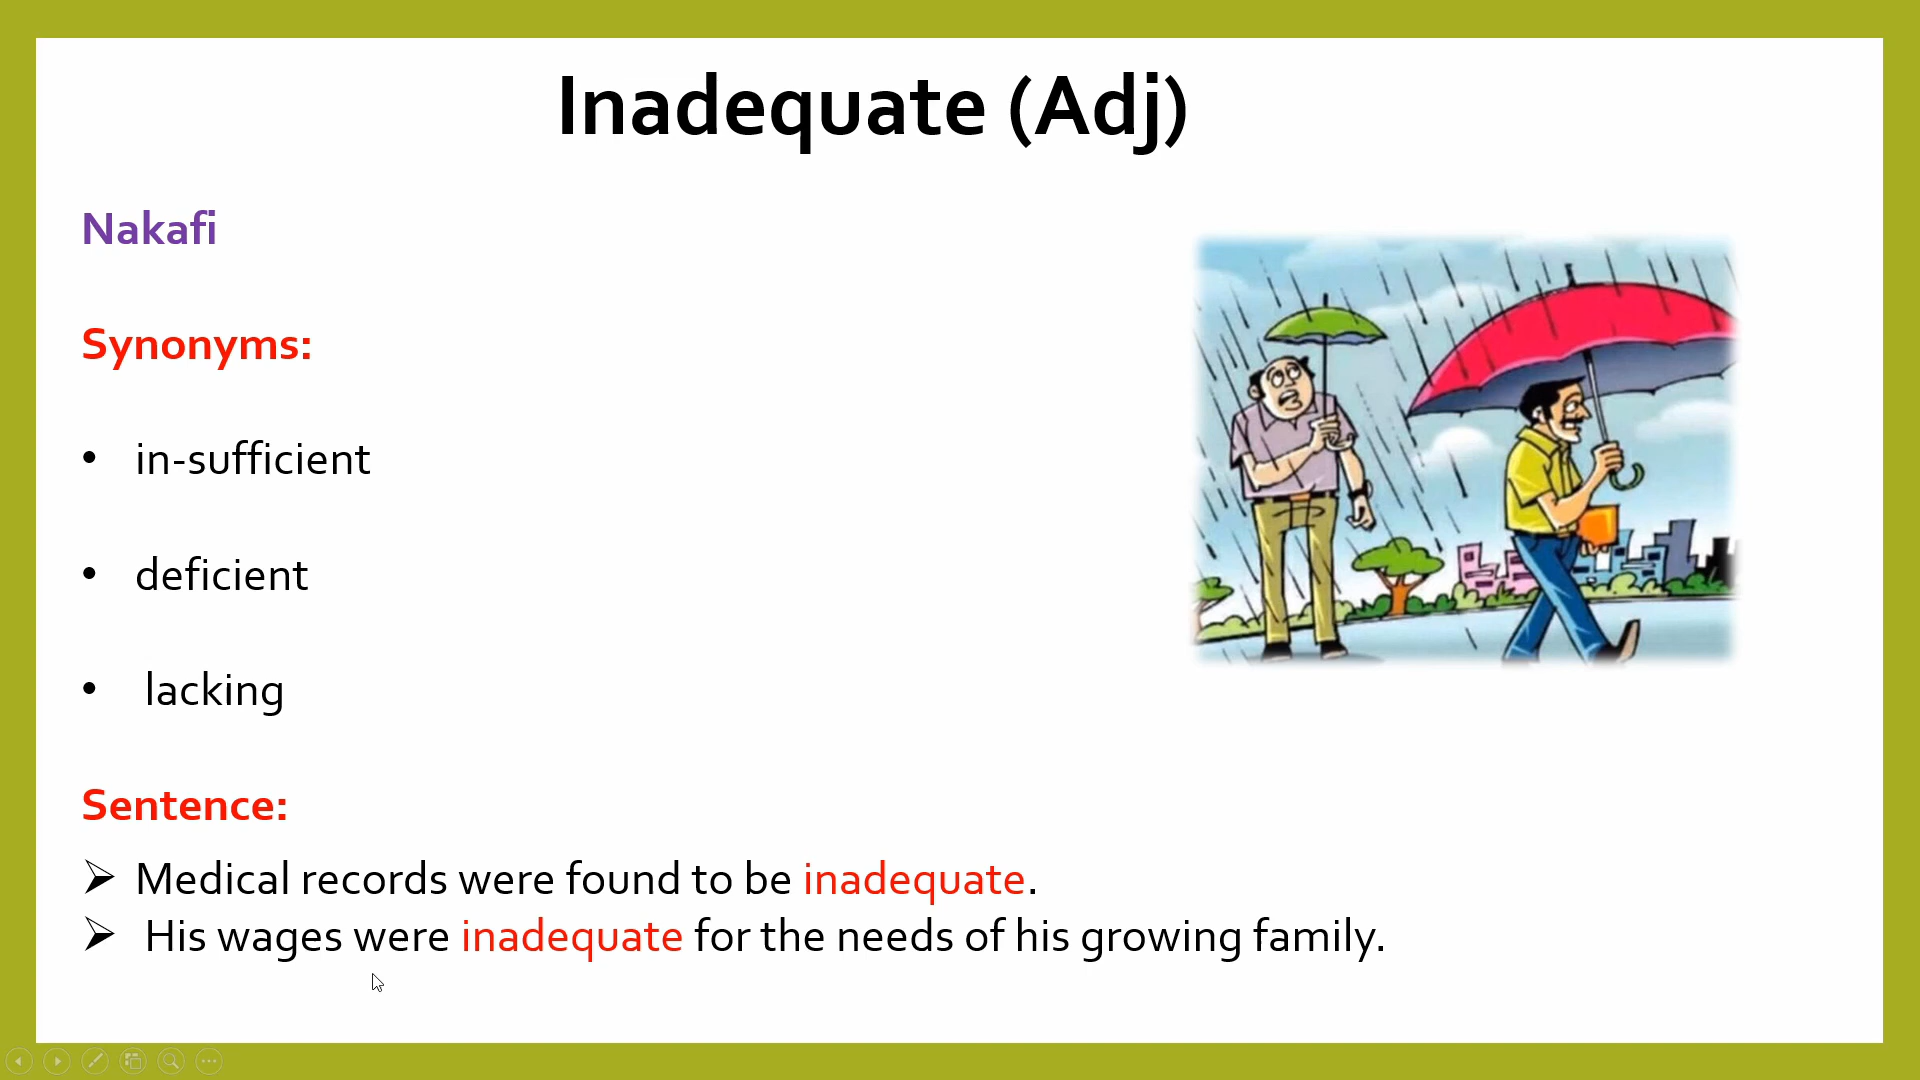 Inadequate (Adj)
Nakafi
Synonyms:
• in-sufficient
• deficient
• lacking
Sentence:
➢ Medical records were found to be inadequate.
➢ His wages were inadequate for the needs of his growing family.